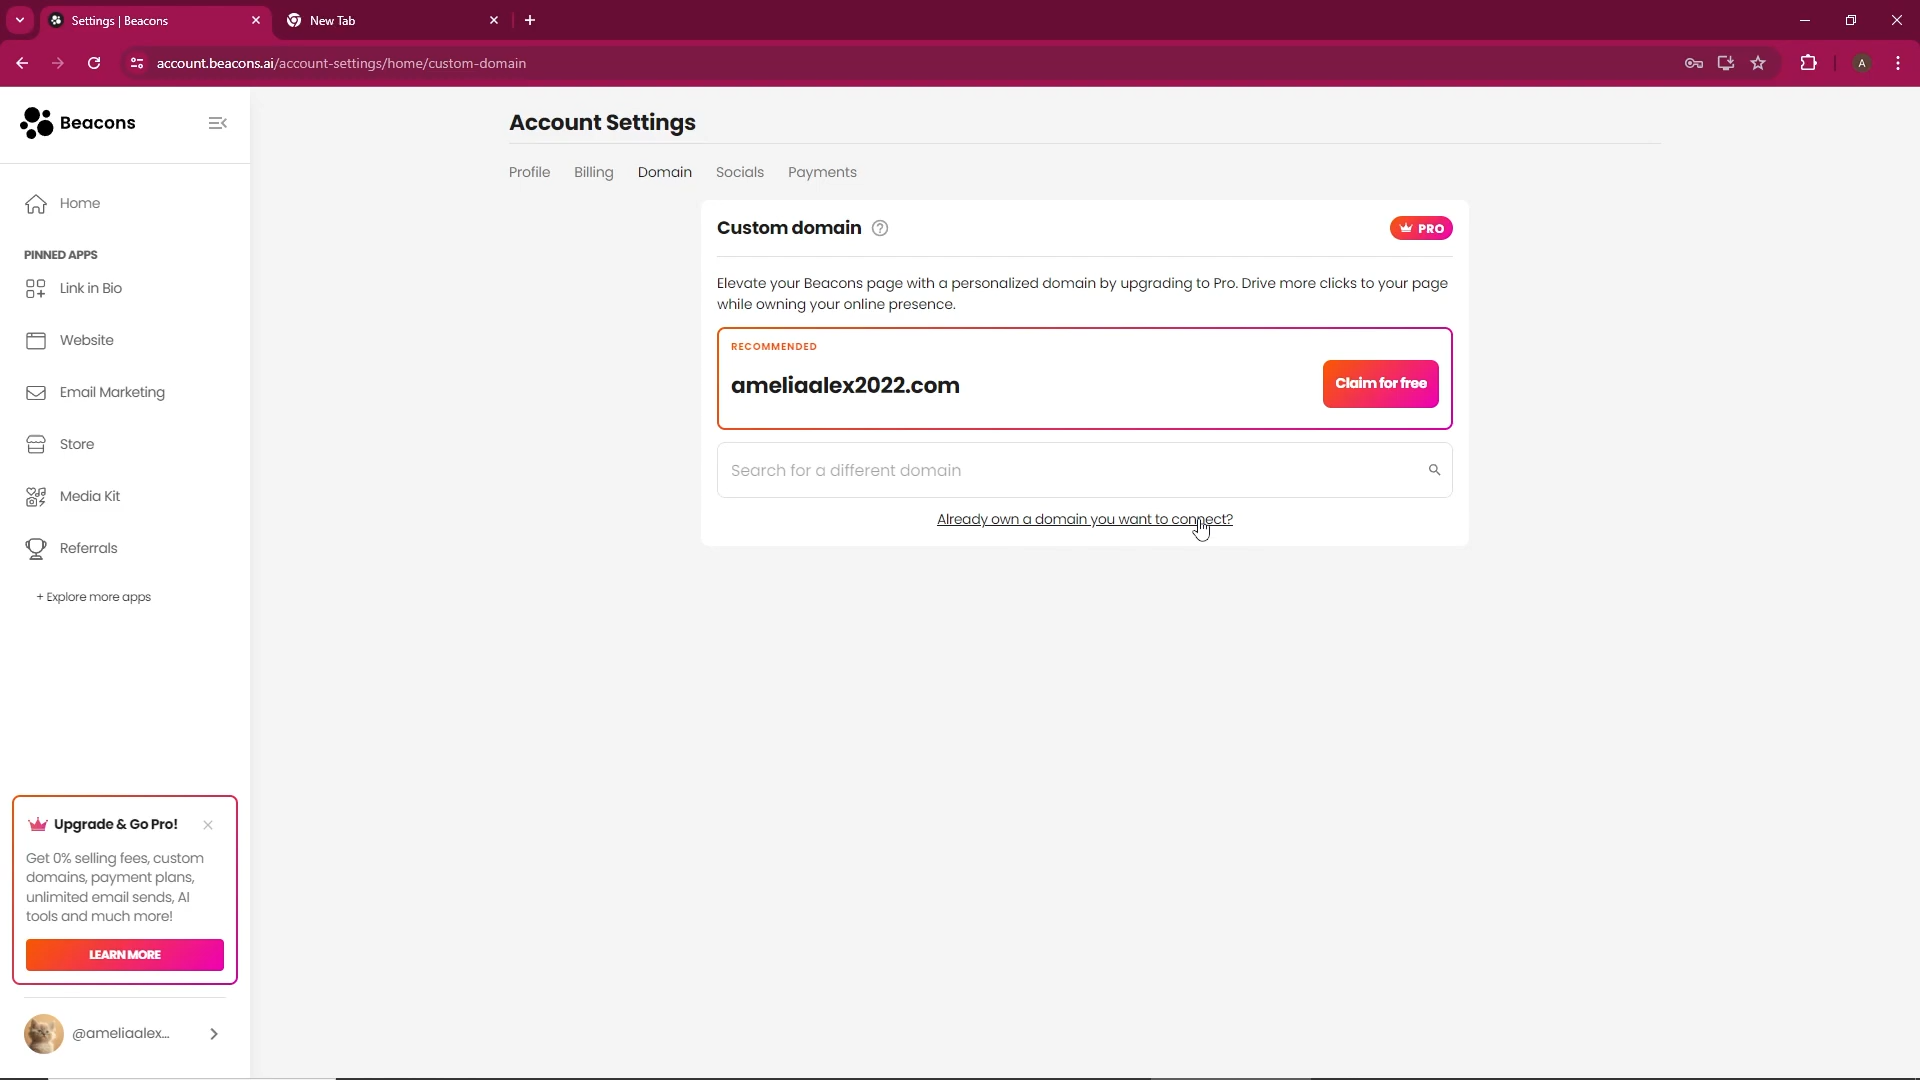 Settings | Beacons
New Tab
account.beacons.ai/account-settings/home/custom-domain
A
Beacons
Home
PINNED APPS
Link in Bio
Website
Email Marketing
Store
Media Kit
Referrals
+ Explore more apps
Upgrade & Go Pro!
Get 0% selling fees, custom
domains, payment plans,
unlimited email sends, AI
tools and much more!
LEARN MORE
@ameliaalex...
Account Settings
Profile Billing Domain Socials Payments
Custom domain
PRO
Elevate your Beacons page with a personalized domain by upgrading to Pro. Drive more clicks to your page
while owning your online presence.
RECOMMENDED
ameliaalex2022.com
Claim for free
Search for a different domain
Already own a domain you want to connect?